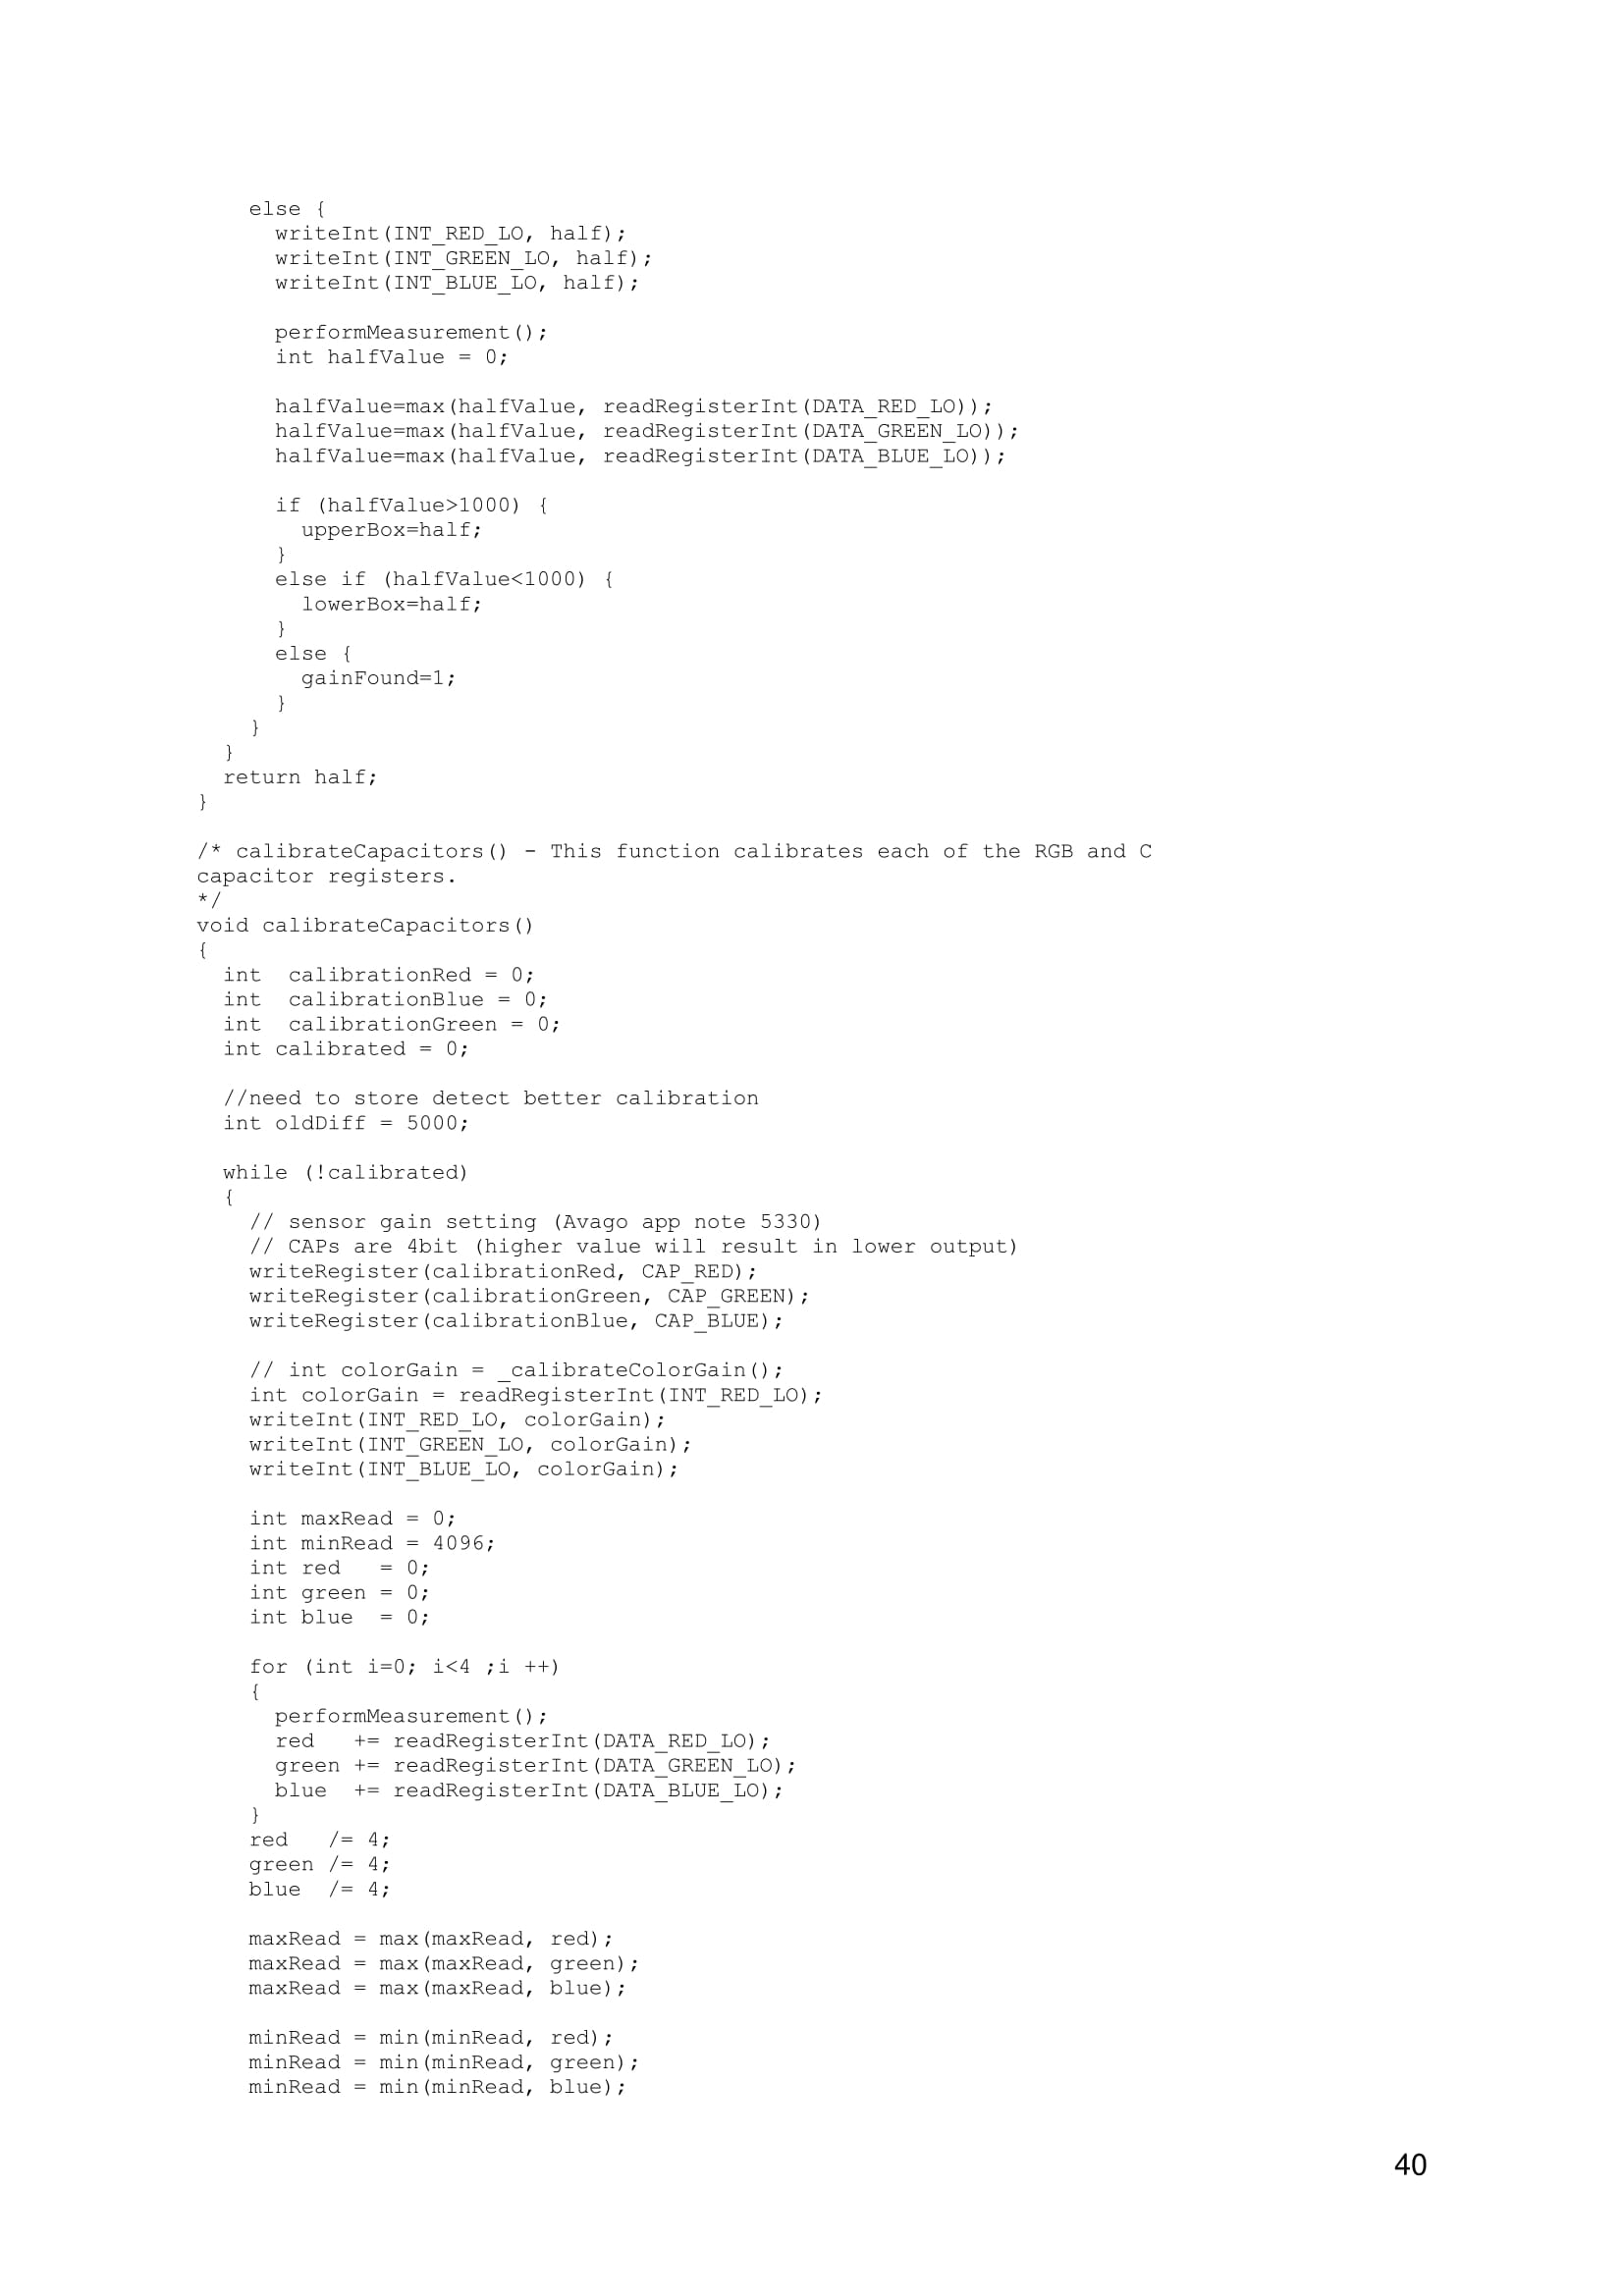 else {
      writeInt(INT_RED_LO, half);
      writeInt(INT_GREEN_LO, half);
      writeInt(INT_BLUE_LO, half);

      performMeasurement();
      int halfValue = 0;

      halfValue=max(halfValue, readRegisterInt(DATA_RED_LO));
      halfValue=max(halfValue, readRegisterInt(DATA_GREEN_LO));
      halfValue=max(halfValue, readRegisterInt(DATA_BLUE_LO));

      if (halfValue>1000) {
        upperBox=half;
      }
      else if (halfValue<1000) {
        lowerBox=half;
      }
      else {
        gainFound=1;
      }
    }
  }
  return half;
}

/* calibrateCapacitors() - This function calibrates each of the RGB and C
capacitor registers.
*/
void calibrateCapacitors()
{
  int  calibrationRed = 0;
  int  calibrationBlue = 0;
  int  calibrationGreen = 0;
  int calibrated = 0;

  //need to store detect better calibration
  int oldDiff = 5000;

  while (!calibrated)
  {
    // sensor gain setting (Avago app note 5330)
    // CAPs are 4bit (higher value will result in lower output)
    writeRegister(calibrationRed, CAP_RED);
    writeRegister(calibrationGreen, CAP_GREEN);
    writeRegister(calibrationBlue, CAP_BLUE);

    // int colorGain = _calibrateColorGain();
    int colorGain = readRegisterInt(INT_RED_LO);
    writeInt(INT_RED_LO, colorGain);
    writeInt(INT_GREEN_LO, colorGain);
    writeInt(INT_BLUE_LO, colorGain);

    int maxRead = 0;
    int minRead = 4096;
    int red   = 0;
    int green = 0;
    int blue  = 0;

    for (int i=0; i<4 ;i ++)
    {
      performMeasurement();
      red   += readRegisterInt(DATA_RED_LO);
      green += readRegisterInt(DATA_GREEN_LO);
      blue  += readRegisterInt(DATA_BLUE_LO);
    }
    red   /= 4;
    green /= 4;
    blue  /= 4;

    maxRead = max(maxRead, red);
    maxRead = max(maxRead, green);
    maxRead = max(maxRead, blue);

    minRead = min(minRead, red);
    minRead = min(minRead, green);
    minRead = min(minRead, blue);

40